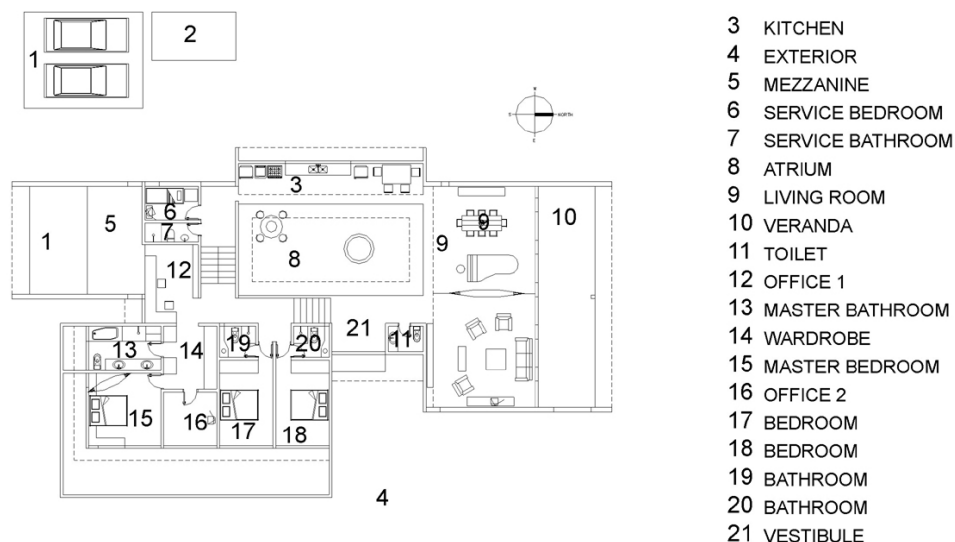 1
2
W
S
NORTH
E
3
1
5
6
7
8
9
9
10
12
13
14
19
20
21
11
15
16
17
18
4
3 KITCHEN
4 EXTERIOR
5 MEZZANINE
6 SERVICE BEDROOM
7 SERVICE BATHROOM
8 ATRIUM
9 LIVING ROOM
10 VERANDA
11 TOILET
12 OFFICE 1
13 MASTER BATHROOM
14 WARDROBE
15 MASTER BEDROOM
16 OFFICE 2
17 BEDROOM
18 BEDROOM
19 BATHROOM
20 BATHROOM
21 VESTIBULE